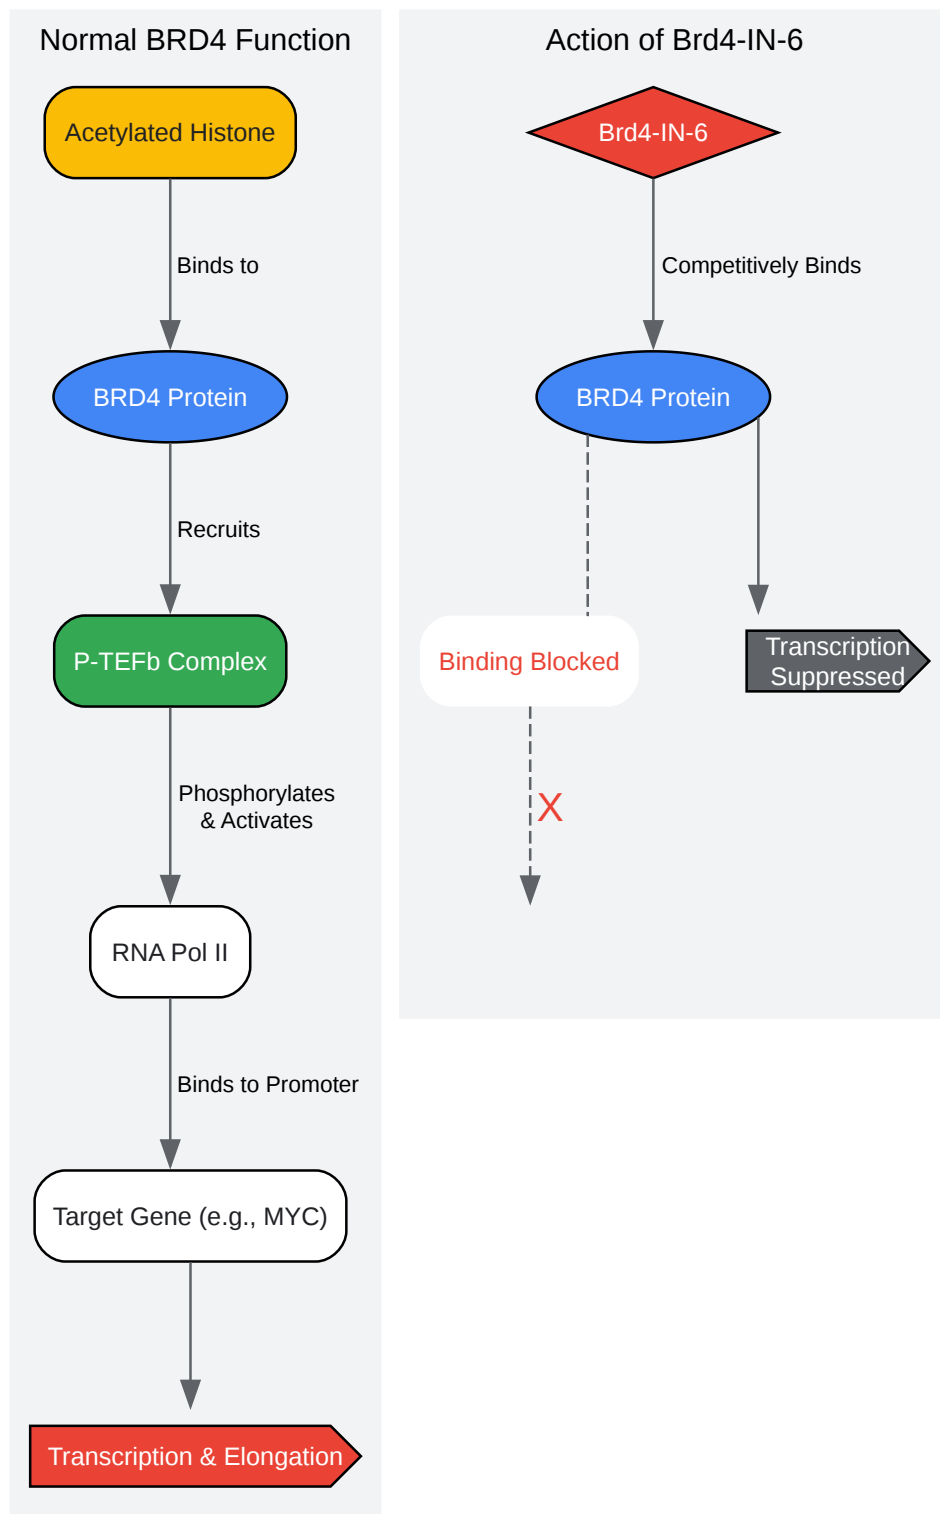 Normal BRD4 Function
Acetylated Histone
Binds to
BRD4 Protein
Recruits
P-TEFb Complex
Phosphorylates
& Activates
RNA Pol II
Binds to Promoter
Target Gene (e.g., MYC)
Transcription & Elongation
Action of Brd4-IN-6
Brd4-IN-6
Competitively Binds
BRD4 Protein
Binding Blocked
X
Transcription
Suppressed